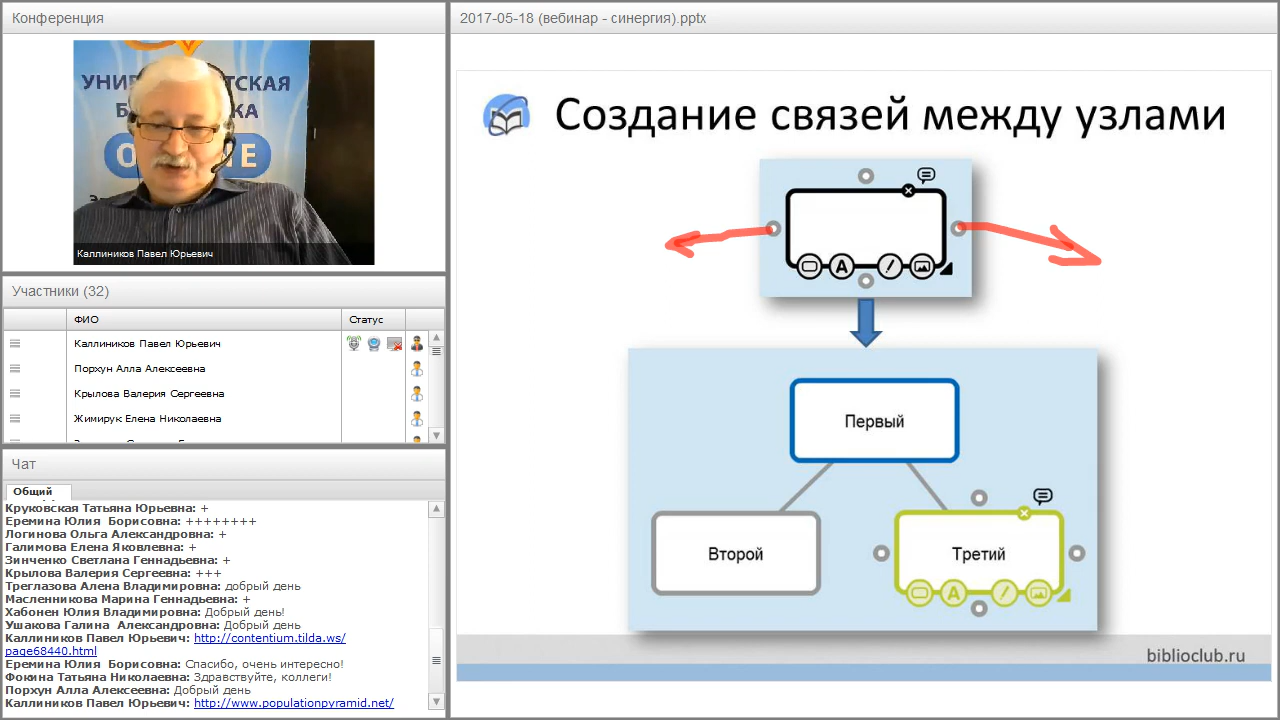 Конференция
УНИ
ТСКАЯ
Б
КА
О
ТЕ
Каллиников Павел Юрьевич
Участники (32)
ФИО
Статус
Каллиников Павел Юрьевич
Порхун Алла Алексеевна
Крылова Валерия Сергеевна
Жимирук Елена Николаевна
Чат
Общий
Круковская Татьяна Юрьевна: +
Еремина Юлия Борисовна: ++++++++
Логинова Ольга Александровна: +
Галимова Елена Яковлевна: +
Зинченко Светлана Геннадьевна: +
Крылова Валерия Сергеевна: +++
Треглазова Алена Владимировна: добрый день
Масленникова Марина Геннадьевна: +
Хабонен Юлия Владимировна: Добрый день!
Ушакова Галина Александровна: Добрый день
Каллиников Павел Юрьевич: http://contentium.tilda.ws/
page68440.html
Еремина Юлия Борисовна: Спасибо, очень интересно!
Фокина Татьяна Николаевна: Здравствуйте, коллеги!
Порхун Алла Алексеевна: Добрый день
Каллиников Павел Юрьевич: http://www.populationpyramid.net/
2017-05-18 (вебинар - синергия).pptx
Создание связей между узлами
A
Первый
Второй
Третий
A
biblioclub.ru